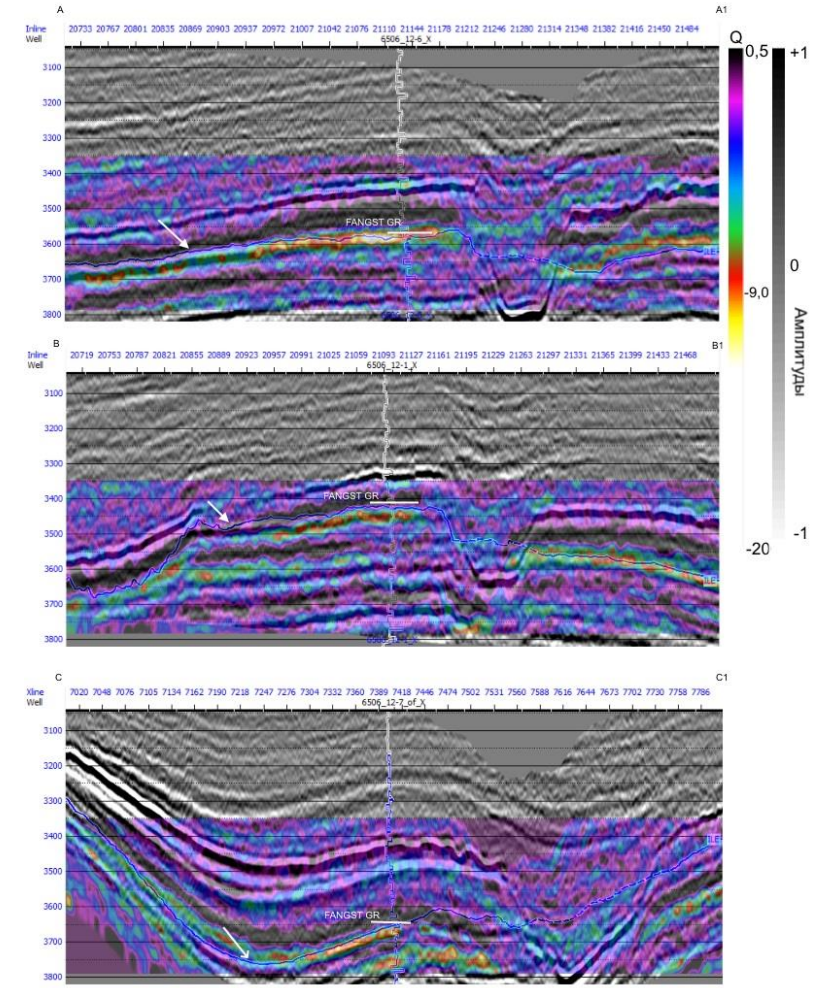 A A1
Inline 20733 20767 20801 20835 20869 20903 20937 20972 21006 21040 21075 21110 21144 21178 21212 21246 21280 21314 21348 21382 21416 21450 21484
Well 6506_12-6_X
3100
3200
3300
3400
3500
3600
3700
3800
FANGST GR
ILE
Q
0,5
-9,0
-20
+1
0
-1
Амплитуды
B B1
Inline 20719 20753 20787 20821 20855 20889 20923 20957 20991 21025 21059 21093 21127 21161 21195 21229 21263 21297 21331 21365 21399 21433 21468
Well 6506_12-1_X
3100
3200
3300
3400
3500
3600
3700
3800
FANGST GR
ILE
C C1
Xline 7020 7048 7076 7105 7134 7162 7190 7218 7247 7276 7304 7332 7360 7389 7418 7446 7474 7502 7531 7560 7588 7616 7644 7673 7702 7730 7758 7786
Well 6506_12-7_of_X
3100
3200
3300
3400
3500
3600
3700
3800
FANGST GR
ILE